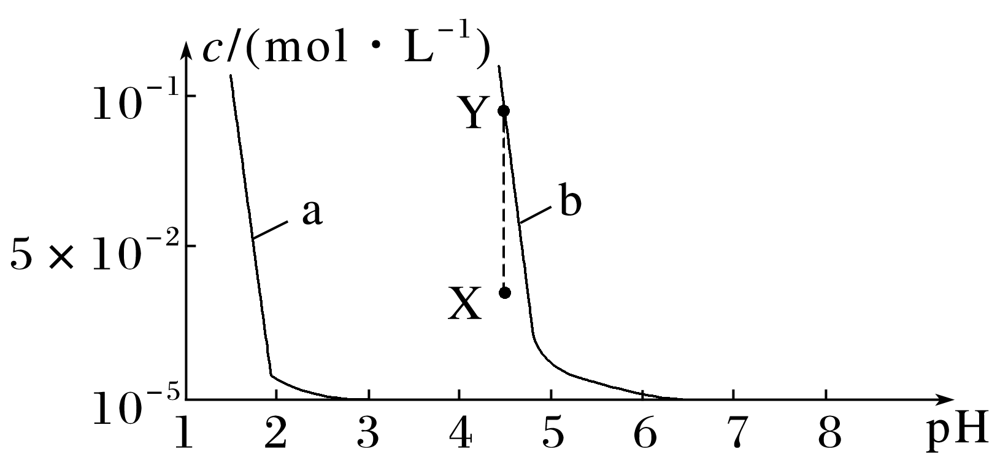 c/(mol · L⁻¹)
10⁻¹
Y
b
a
5 × 10⁻²
X
10⁻⁵
1 2 3 4 5 6 7 8 pH